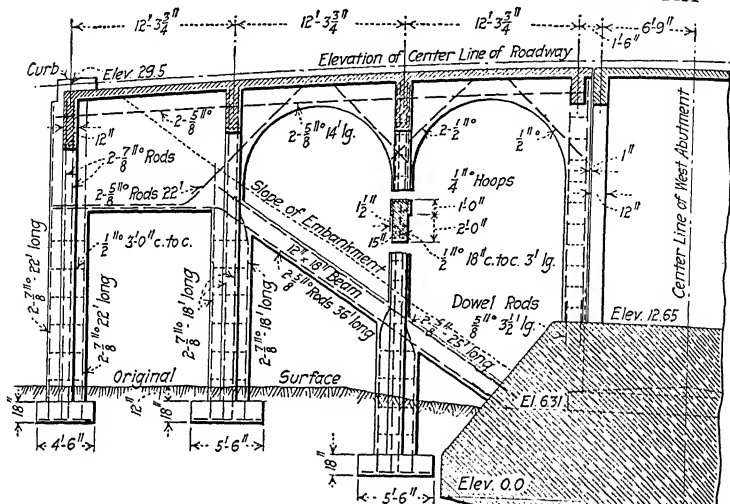 12'-3¾" 12'-3¾" 12'-3¾" 6'-9"
1'-6"
Elevation of Center Line of Roadway
Curb
Elev. 29.5
2-⅝"° 
12"
2-⅝"° 14' lg.
2-½"°
½"°
2-⅞"° Rods
2-⅝"° Rods 22'
¼"° Hoops
1"
12"
1½"
1'-0"
2'-0"
15"
½"° 18" c. to c. 3' lg.
Center Line of West Abutment
Slope of Embankment
12"x18" Beam
2-⅝"° Rods 36' long
½"° 3'-0" c. to c.
2-⅞"° 22' long
2-⅞"° 22' long
2-⅞"° - 18' long
2-⅞"° 18' long
Dowel Rods
⅝"° 3½' lg.
2-⅝"° 25' long
Elev. 12.65
Original Surface
12"
El. 6.31
18"
18"
4'-6"
5'-6"
18"
5'-6"
Elev. 0.0